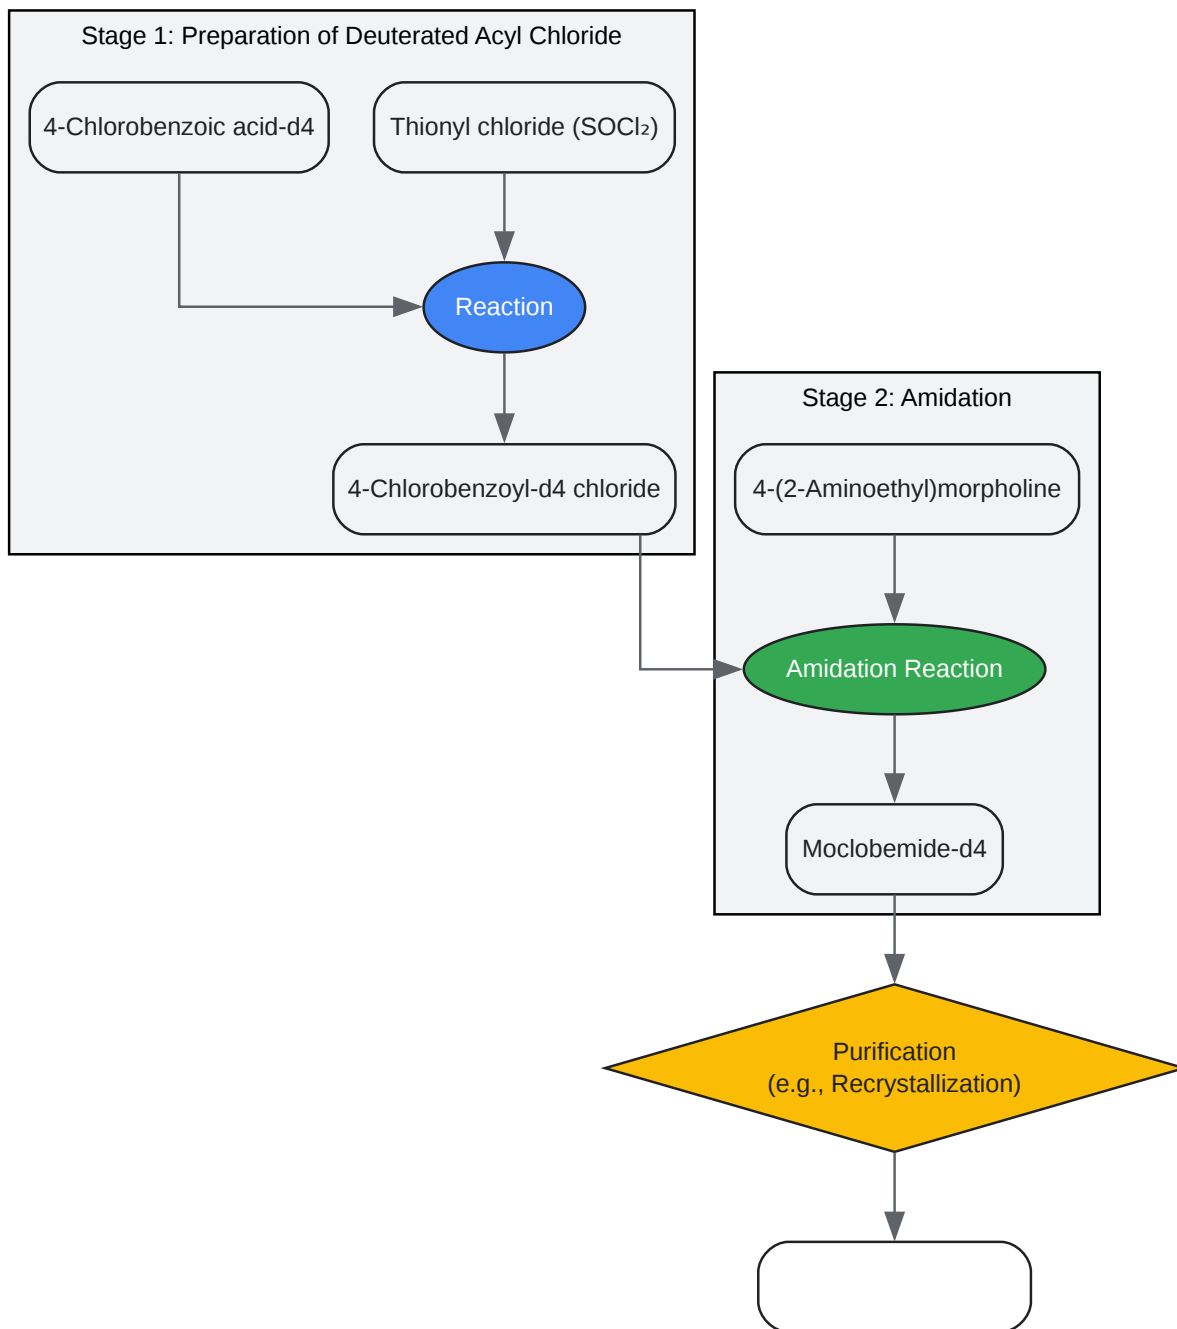 Stage 1: Preparation of Deuterated Acyl Chloride
4-Chlorobenzoic acid-d4
Thionyl chloride (SOCl₂)
Reaction
4-Chlorobenzoyl-d4 chloride
Stage 2: Amidation
4-(2-Aminoethyl)morpholine
Amidation Reaction
Moclobemide-d4
Purification
(e.g., Recrystallization)